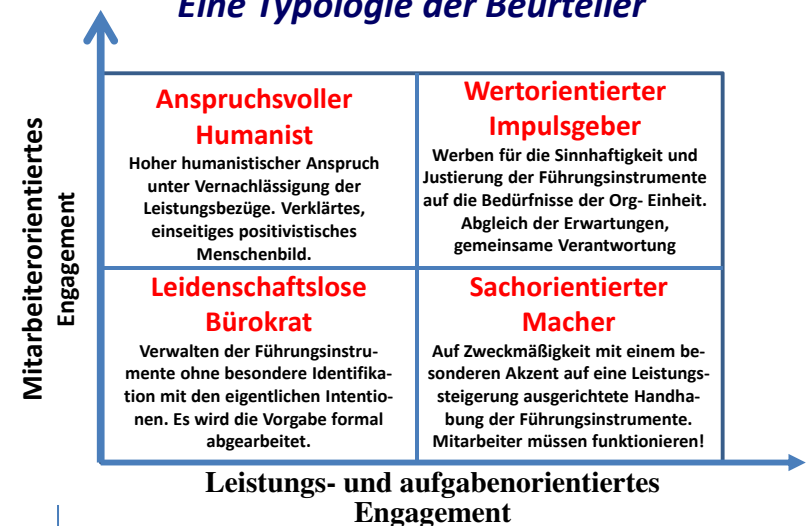 Eine Typologie der Beurteiler
Mitarbeiterorientiertes
Engagement
Anspruchsvoller
Humanist
Hoher humanistischer Anspruch
unter Vernachlässigung der
Leistungsbezüge. Verklärtes,
einseitiges positivistisches
Menschenbild.
Wertorientierter
Impulsgeber
Werben für die Sinnhaftigkeit und
Justierung der Führungsinstrumente
auf die Bedürfnisse der Org- Einheit.
Abgleich der Erwartungen,
gemeinsame Verantwortung
Leidenschaftslose
Bürokrat
Verwalten der Führungsinstru-
mente ohne besondere Identifika-
tion mit den eigentlichen Intentio-
nen. Es wird die Vorgabe formal
abgearbeitet.
Sachorientierter
Macher
Auf Zweckmäßigkeit mit einem be-
sonderen Akzent auf eine Leistungs-
steigerung ausgerichtete Handha-
bung der Führungsinstrumente.
Mitarbeiter müssen funktionieren!
Leistungs- und aufgabenorientiertes
Engagement